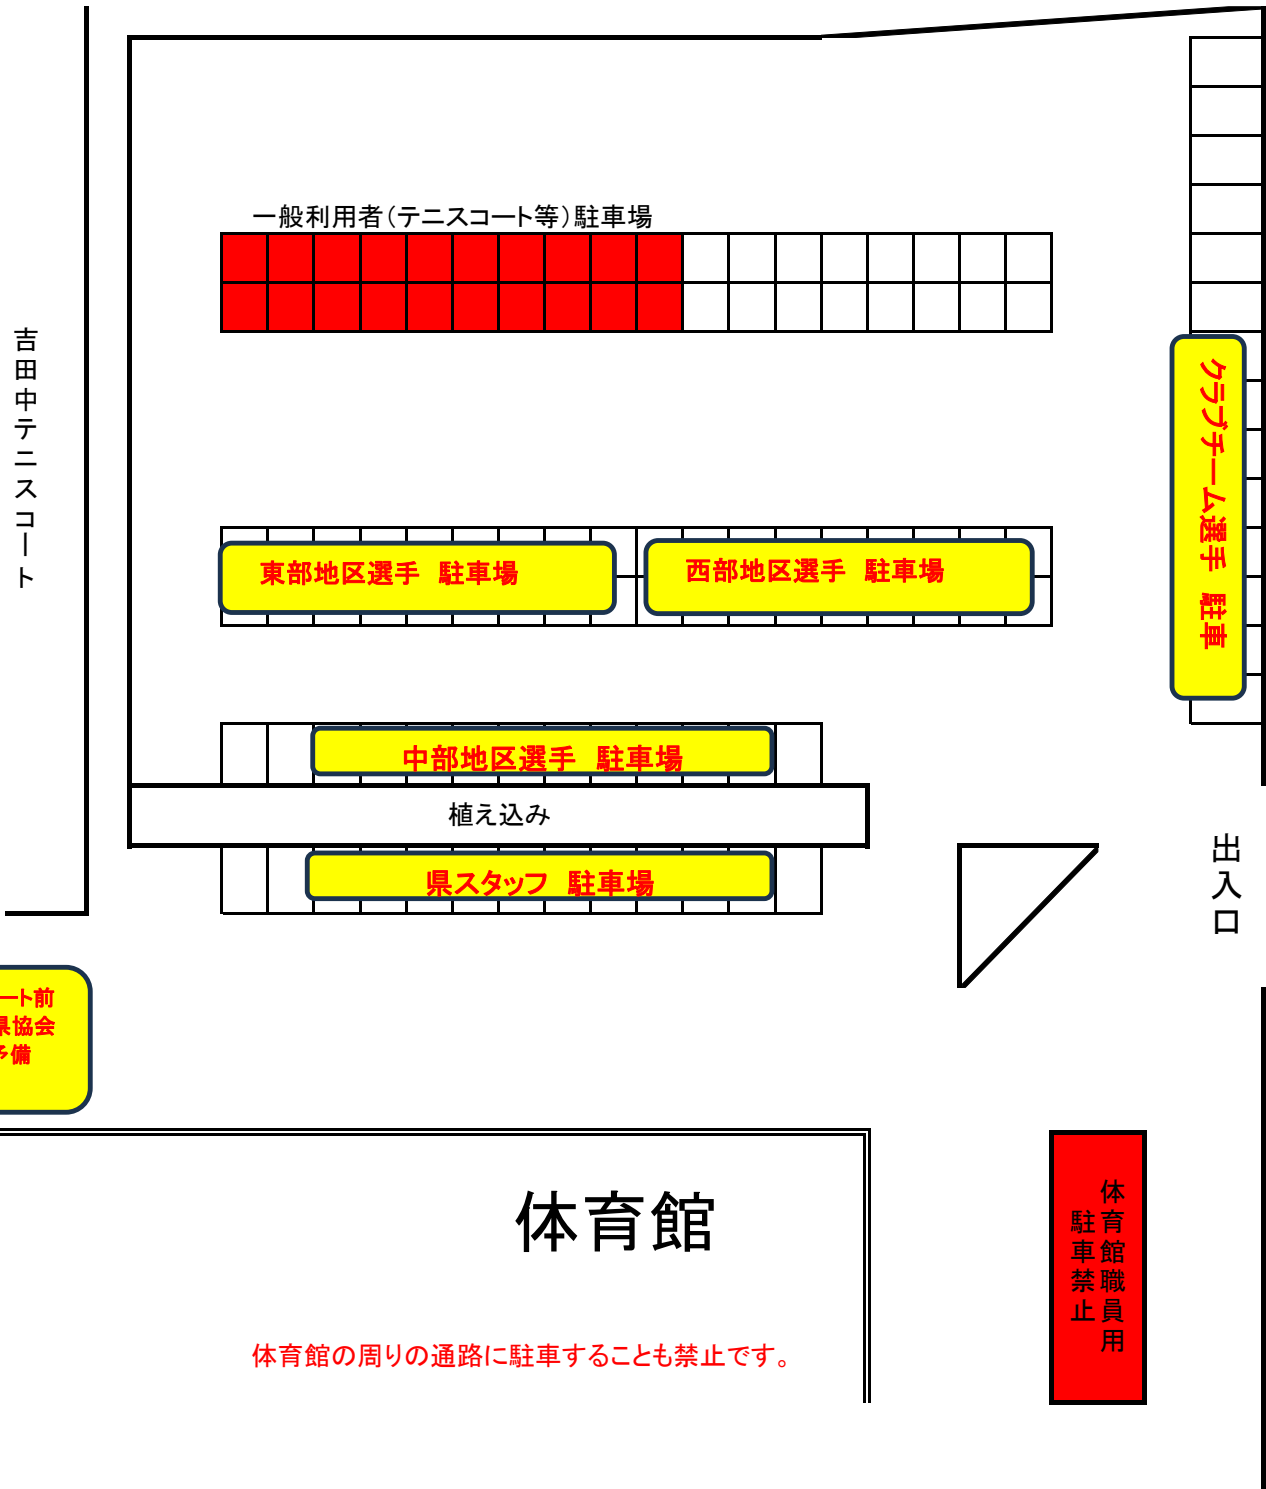 一般利用者（テニスコート等）駐車場
吉田中テニスコート
クラブチーム選手　駐車
東部地区選手　駐車場
西部地区選手　駐車場
中部地区選手　駐車場
植え込み
県スタッフ　駐車場
出入口
ート前
県協会
予備
体育館
体育館職員用
駐車禁止
体育館の周りの通路に駐車することも禁止です。